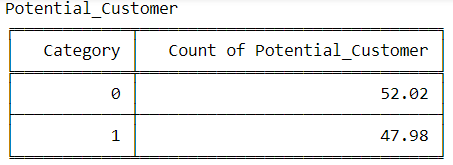 Potential_Customer
Category Count of Potential_Customer
0 52.02
1 47.98